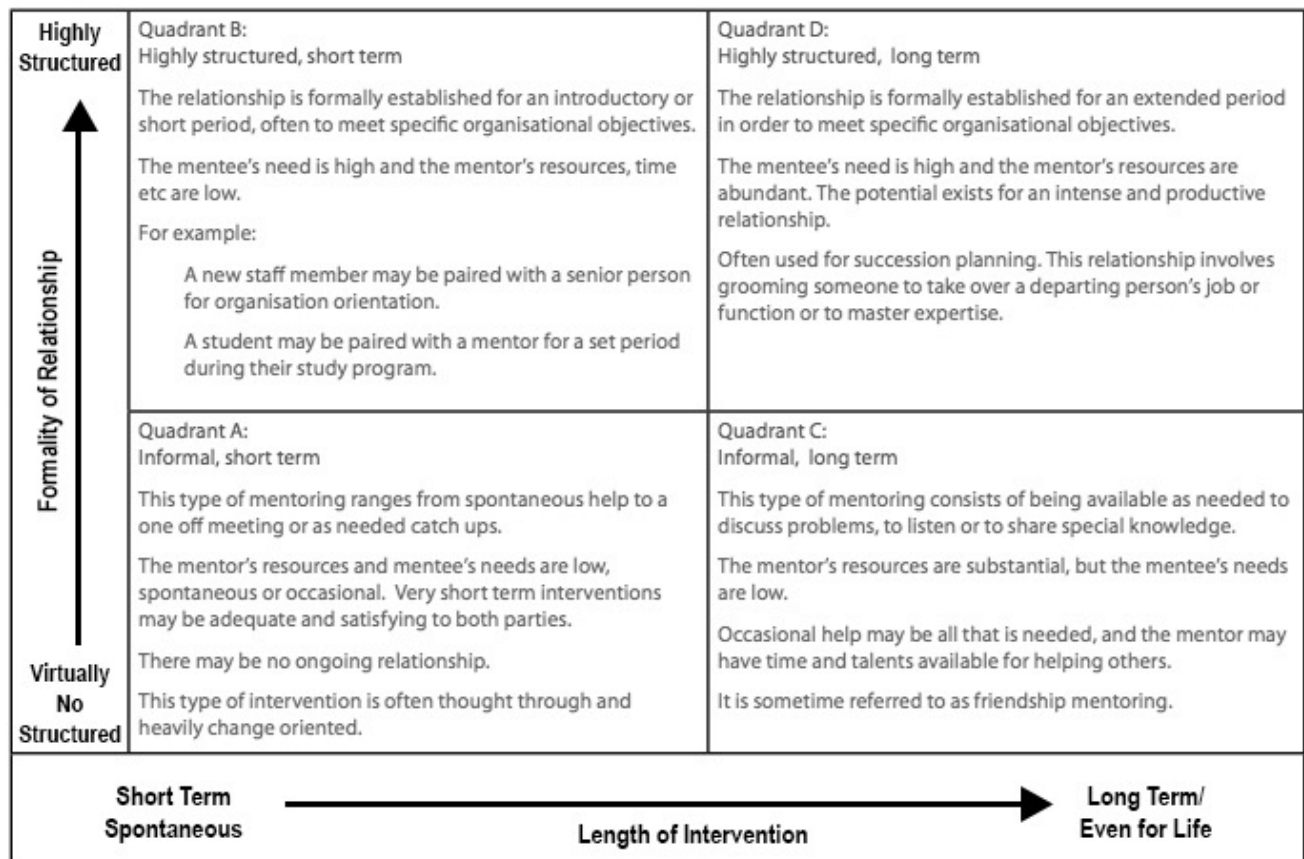 Highly
Structured
Formality of Relationship
Virtually
No
Structured
Quadrant B:
Highly structured, short term
The relationship is formally established for an introductory or
short period, often to meet specific organisational objectives.
The mentee's need is high and the mentor's resources, time
etc are low.
For example:
A new staff member may be paired with a senior person
for organisation orientation.
A student may be paired with a mentor for a set period
during their study program.
Quadrant D:
Highly structured, long term
The relationship is formally established for an extended period
in order to meet specific organisational objectives.
The mentee's need is high and the mentor's resources are
abundant. The potential exists for an intense and productive
relationship.
Often used for succession planning. This relationship involves
grooming someone to take over a departing person's job or
function or to master expertise.
Quadrant A:
Informal, short term
This type of mentoring ranges from spontaneous help to a
one off meeting or as needed catch ups.
The mentor's resources and mentee's needs are low,
spontaneous or occasional. Very short term interventions
may be adequate and satisfying to both parties.
There may be no ongoing relationship.
This type of intervention is often thought through and
heavily change oriented.
Quadrant C:
Informal, long term
This type of mentoring consists of being available as needed to
discuss problems, to listen or to share special knowledge.
The mentor's resources are substantial, but the mentee's needs
are low.
Occasional help may be all that is needed, and the mentor may
have time and talents available for helping others.
It is sometime referred to as friendship mentoring.
Short Term
Spontaneous
Length of Intervention
Long Term/
Even for Life